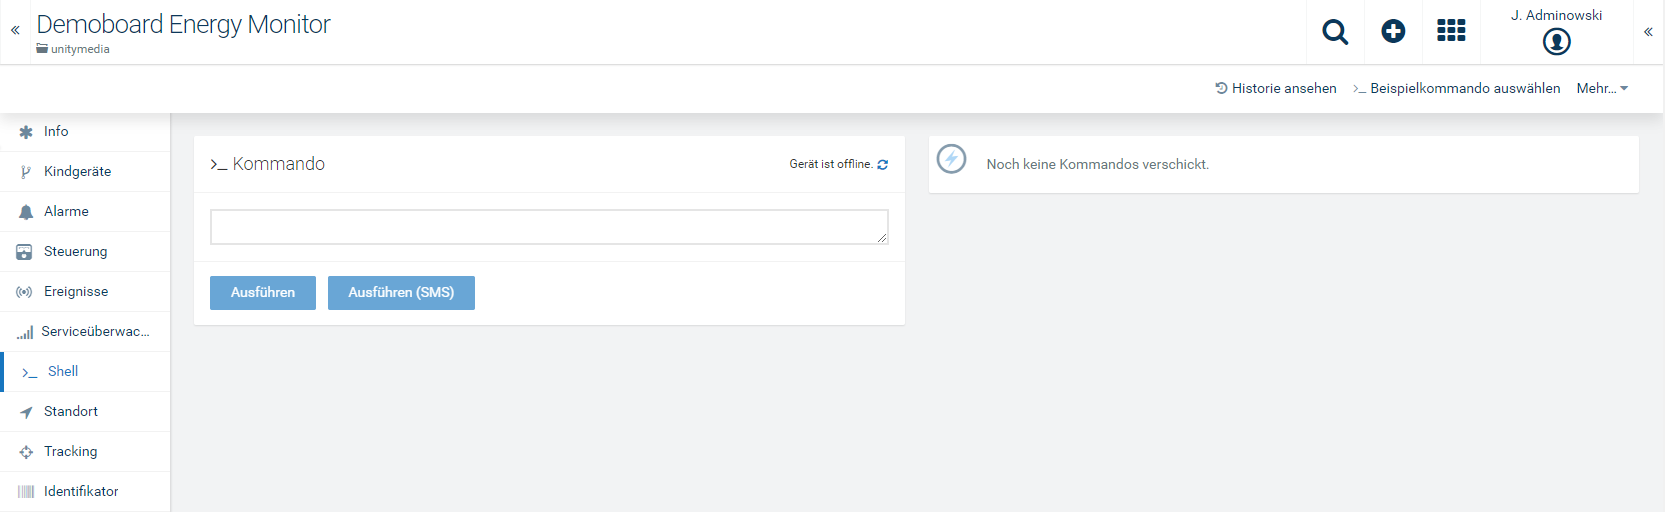 Demoboard Energy Monitor
unitymedia
J. Adminowski
Historie ansehen
Beispielkommando auswählen
Mehr...
Info
Kindgeräte
Alarme
Steuerung
Ereignisse
Serviceüberwac...
Shell
Standort
Tracking
Identifikator
Kommando
Gerät ist offline.
Ausführen
Ausführen (SMS)
Noch keine Kommandos verschickt.